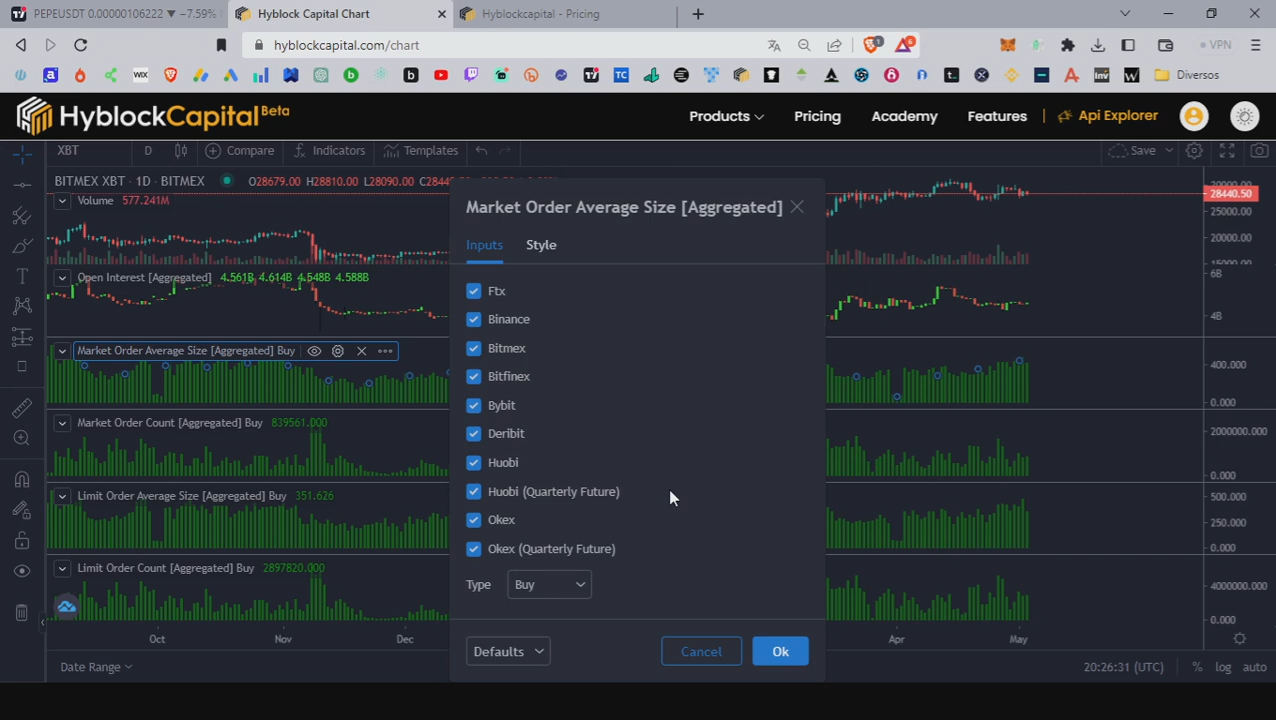 PEPEUSDT 0.00000106222 ▼ −7.59%
Hyblock Capital Chart
Hyblockcapital - Pricing
hyblockcapital.com/chart
1
6
VPN
WIX
TC
Inv
W
Diversos
HyblockCapital Beta
Products
Pricing
Academy
Features
Api Explorer
XBT
D
Compare
Indicators
Templates
Save
BITMEX XBT · 1D · BITMEX
O28679.00 H28810.00 L28090.00
Volume 577.241M
28440.50
25000.00
20000.00
Open Interest [Aggregated] 4.561B 4.614B 4.548B 4.588B
6B
4B
Market Order Average Size [Aggregated] Buy
400.000
0.000
Market Order Count [Aggregated] Buy 839561.000
2000000.000
0.000
Limit Order Average Size [Aggregated] Buy 351.626
500.000
250.000
0.000
Limit Order Count [Aggregated] Buy 2897820.000
4000000.000
0.000
Oct
Nov
Dec
Apr
May
Date Range
20:26:31 (UTC)
%
log
auto
Market Order Average Size [Aggregated]
Inputs
Style
Ftx
Binance
Bitmex
Bitfinex
Bybit
Deribit
Huobi
Huobi (Quarterly Future)
Okex
Okex (Quarterly Future)
Type
Buy
Defaults
Cancel
Ok